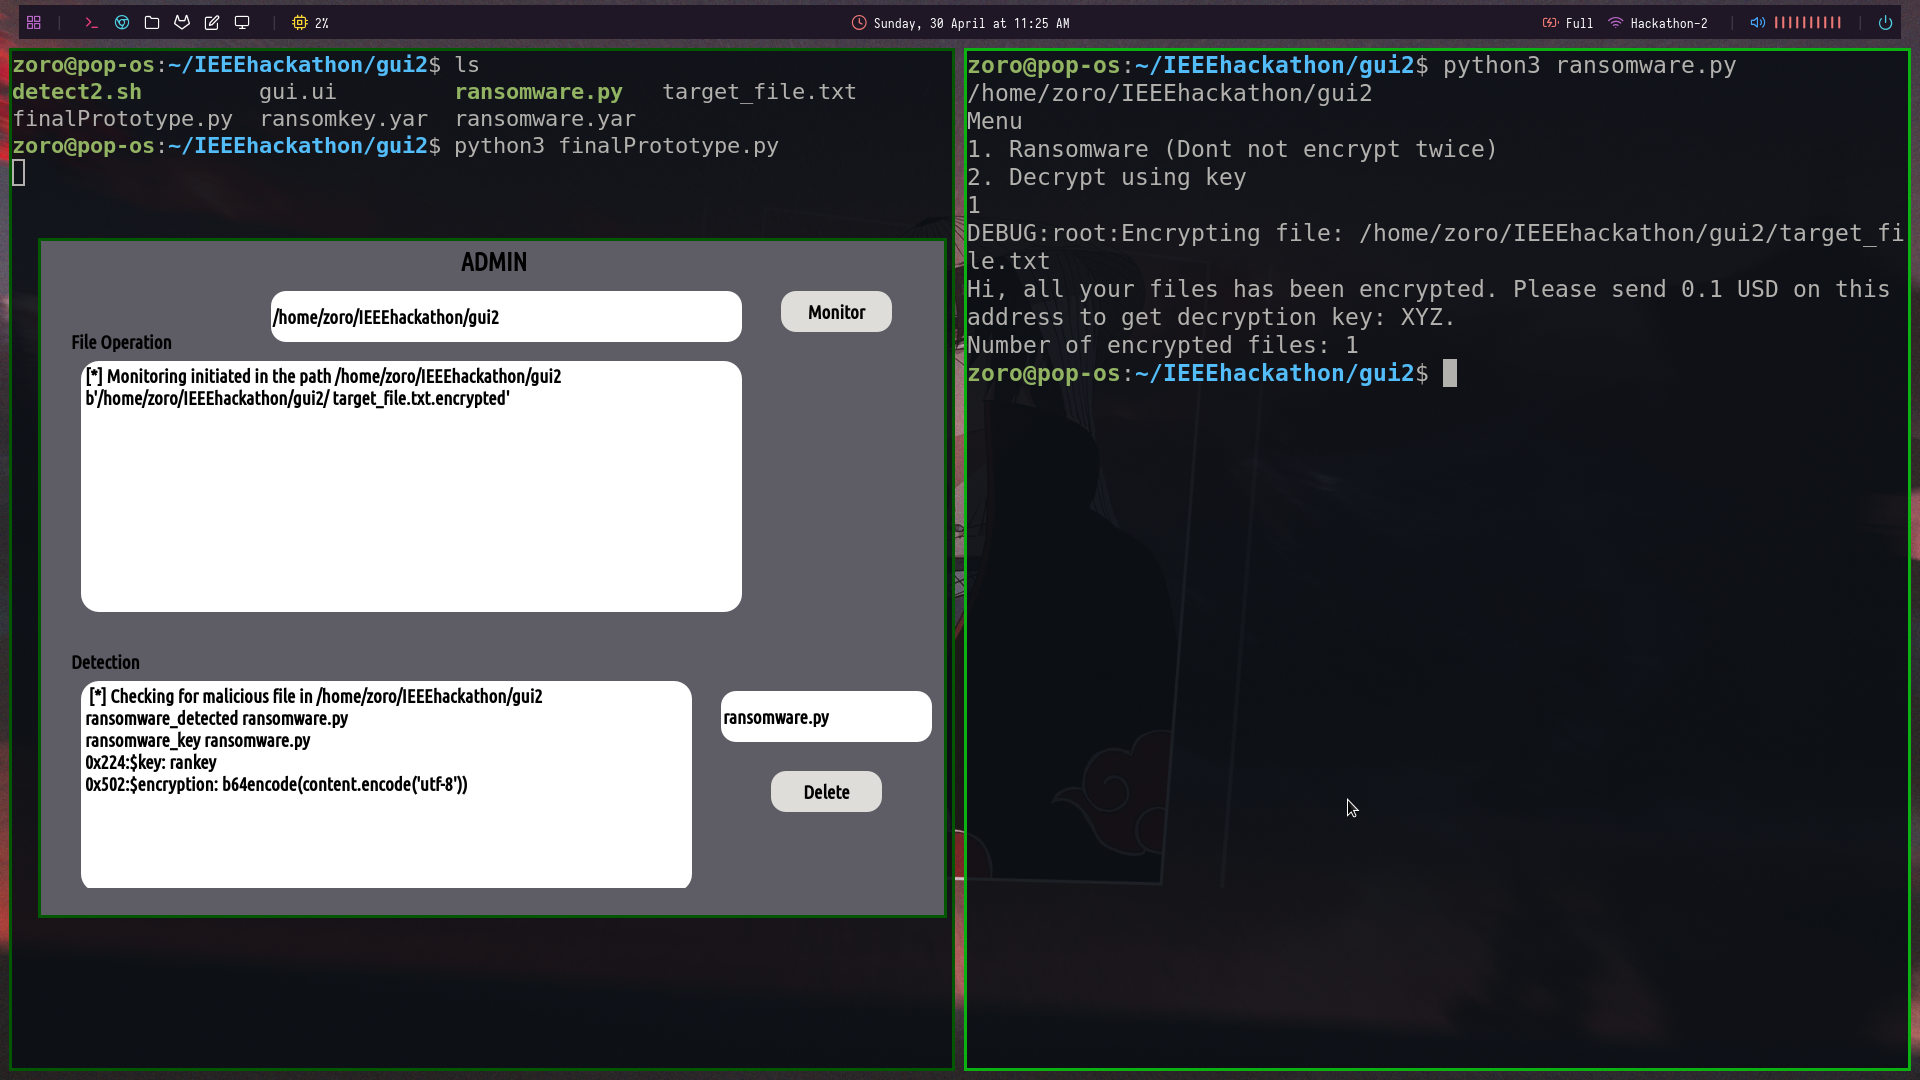 2%
Sunday, 30 April at 11:25 AM
Full
Hackathon-2
zoro@pop-os:~/IEEEhackathon/gui2$ ls
detect2.sh gui.ui ransomware.py target_file.txt
finalPrototype.py ransomkey.yar ransomware.yar
zoro@pop-os:~/IEEEhackathon/gui2$ python3 finalPrototype.py
ADMIN
/home/zoro/IEEEhackathon/gui2
Monitor
File Operation
[*] Monitoring initiated in the path /home/zoro/IEEEhackathon/gui2
b'/home/zoro/IEEEhackathon/gui2/ target_file.txt.encrypted'
Detection
[*] Checking for malicious file in /home/zoro/IEEEhackathon/gui2
ransomware_detected ransomware.py
ransomware_key ransomware.py
0x224:$key: rankey
0x502:$encryption: b64encode(content.encode('utf-8'))
ransomware.py
Delete
zoro@pop-os:~/IEEEhackathon/gui2$ python3 ransomware.py
/home/zoro/IEEEhackathon/gui2
Menu
1. Ransomware (Dont not encrypt twice)
2. Decrypt using key
1
DEBUG:root:Encrypting file: /home/zoro/IEEEhackathon/gui2/target_fi
le.txt
Hi, all your files has been encrypted. Please send 0.1 USD on this
address to get decryption key: XYZ.
Number of encrypted files: 1
zoro@pop-os:~/IEEEhackathon/gui2$